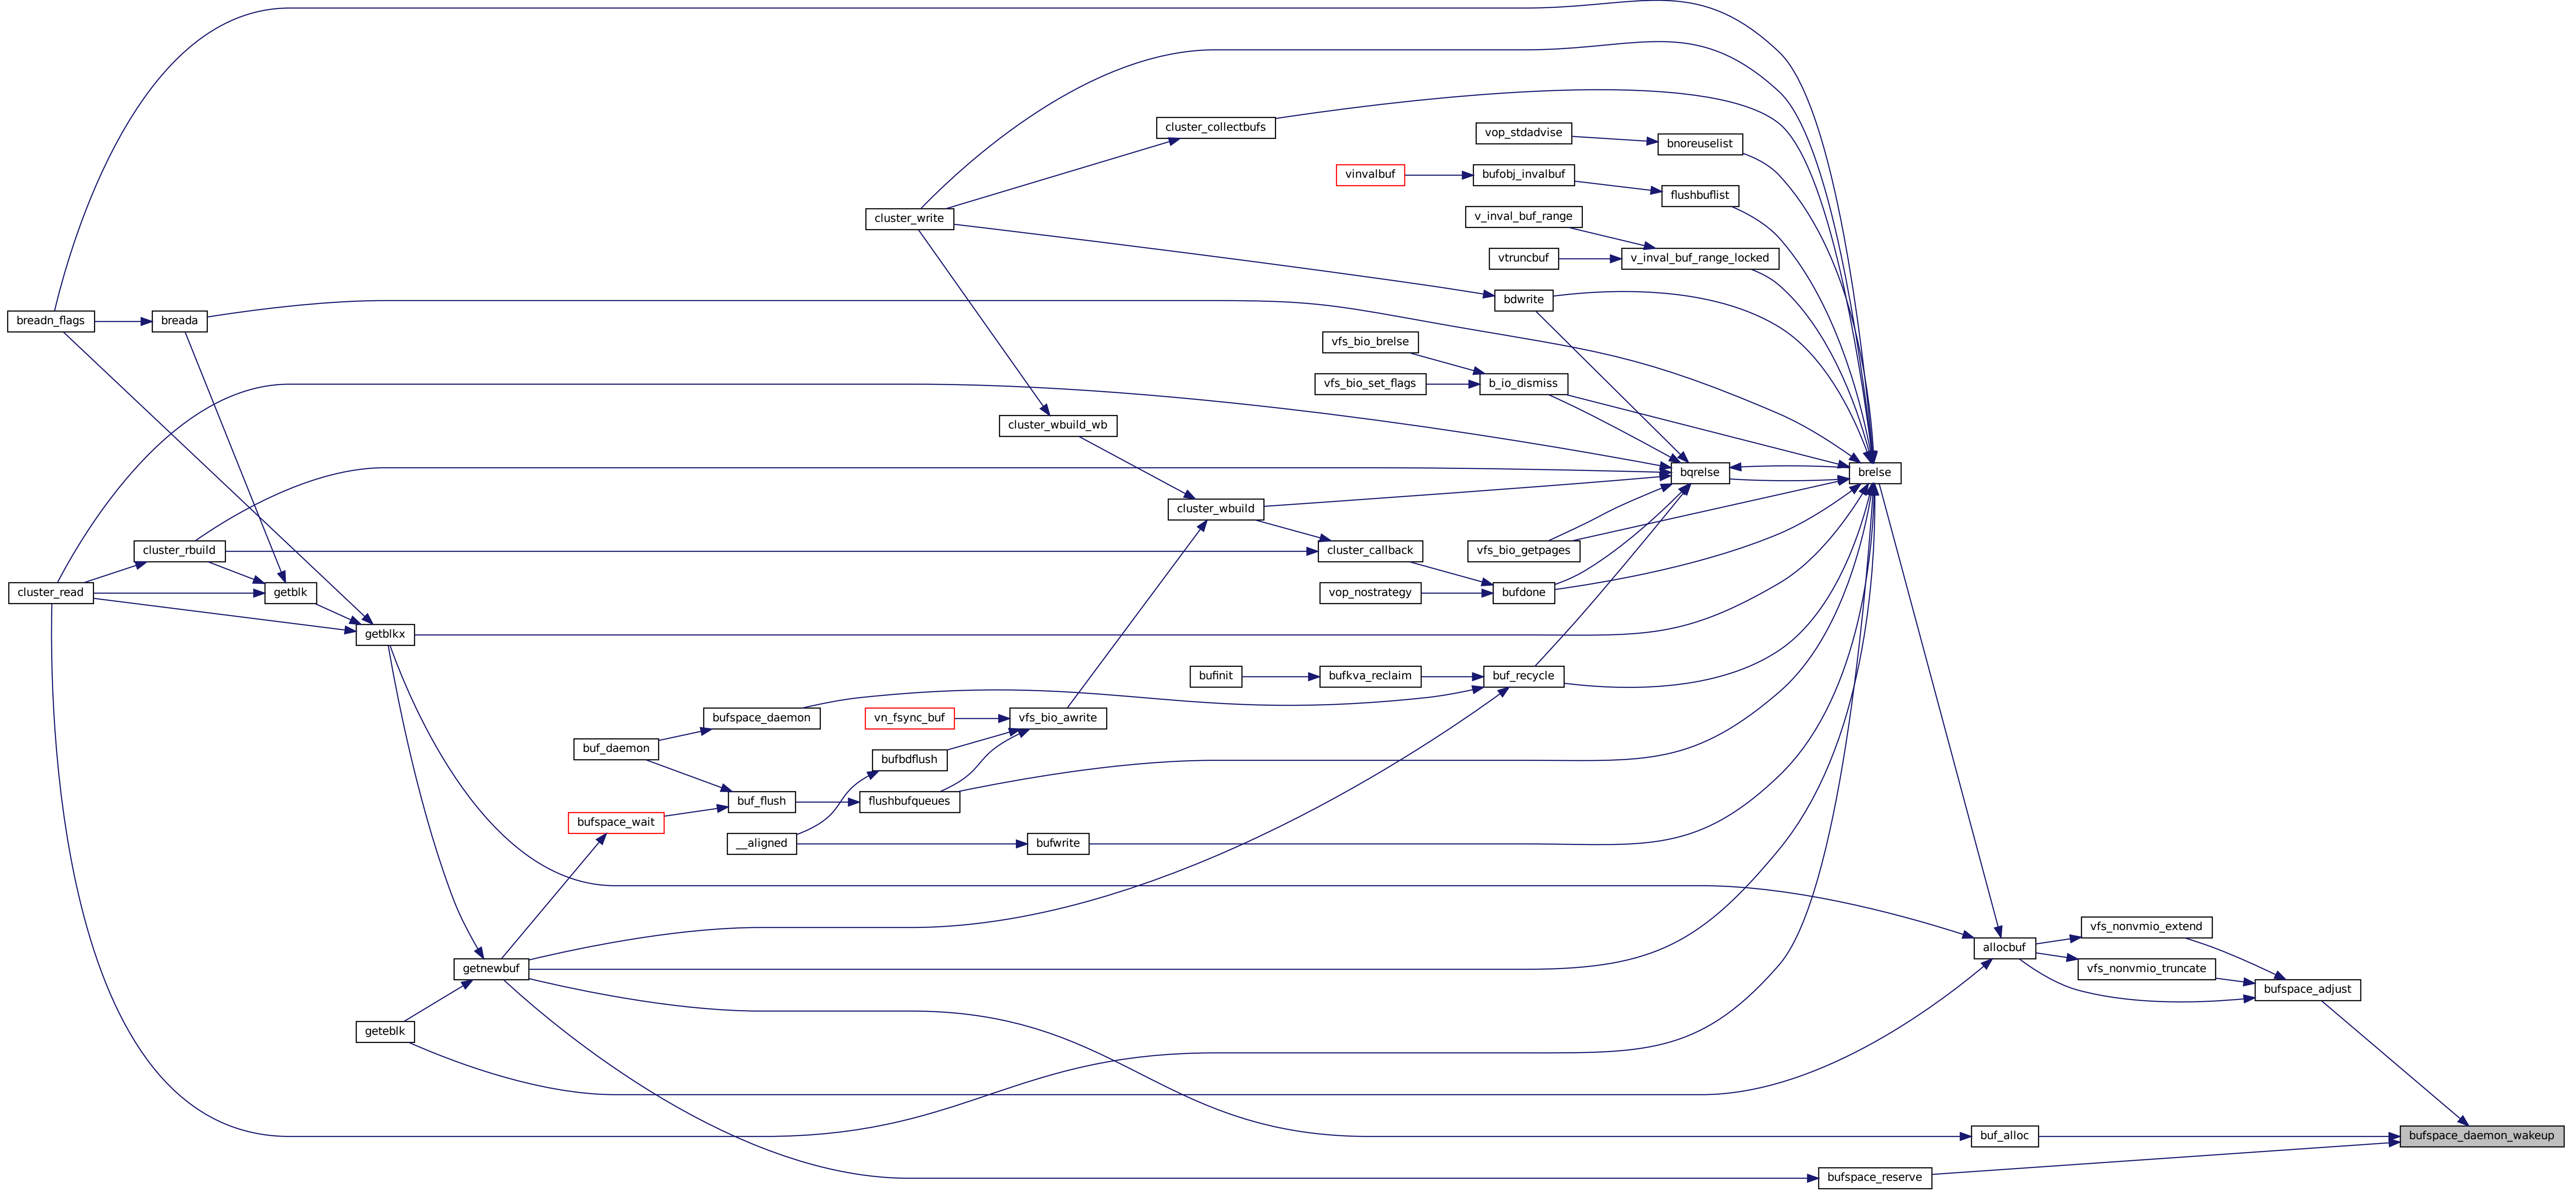 cluster_collectbufs
vop_stdadvise
bnoreuselist
vinvalbuf
bufobj_invalbuf
flushbuflist
cluster_write
v_inval_buf_range
vtruncbuf
v_inval_buf_range_locked
bdwrite
breadn_flags
breada
vfs_bio_brelse
vfs_bio_set_flags
b_io_dismiss
cluster_wbuild_wb
bqrelse
brelse
cluster_wbuild
cluster_rbuild
cluster_callback
vfs_bio_getpages
cluster_read
getblk
vop_nostrategy
bufdone
getblkx
bufinit
bufkva_reclaim
buf_recycle
bufspace_daemon
vn_fsync_buf
vfs_bio_awrite
buf_daemon
bufbdflush
buf_flush
flushbufqueues
bufspace_wait
__aligned
bufwrite
vfs_nonvmio_extend
allocbuf
getnewbuf
vfs_nonvmio_truncate
bufspace_adjust
geteblk
buf_alloc
bufspace_daemon_wakeup
bufspace_reserve